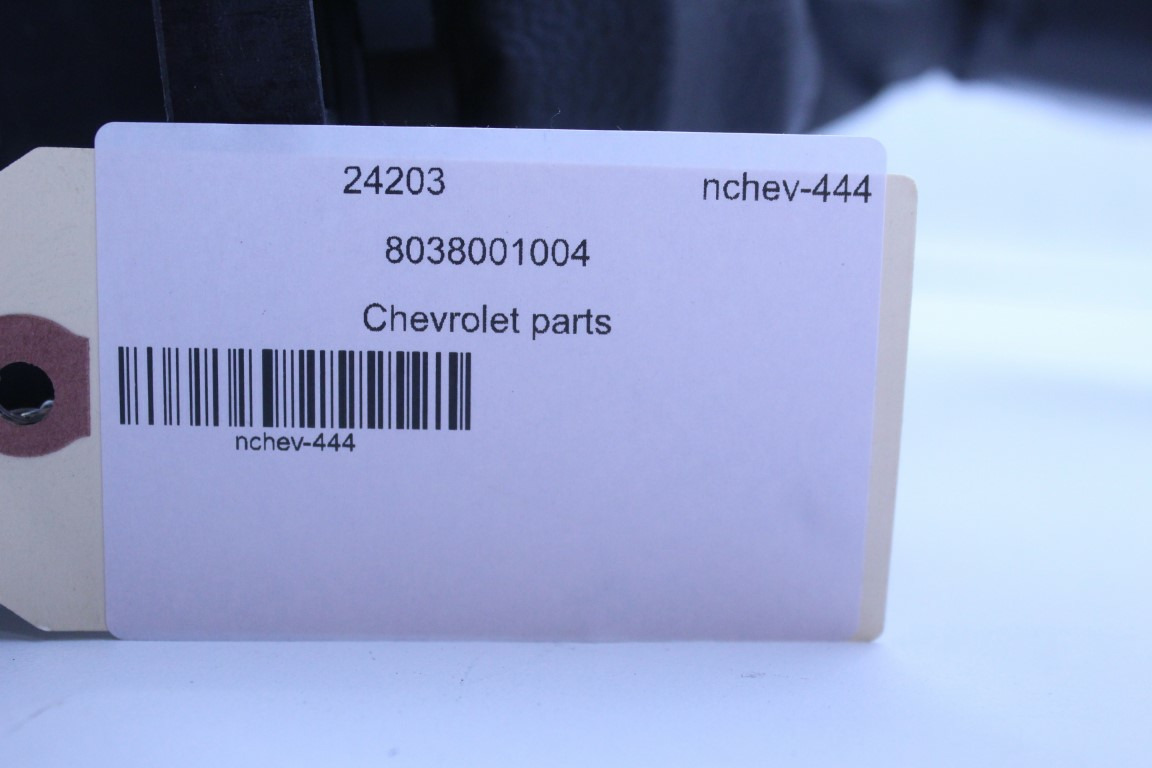 24203 nchev-444
8038001004
Chevrolet parts
nchev-444